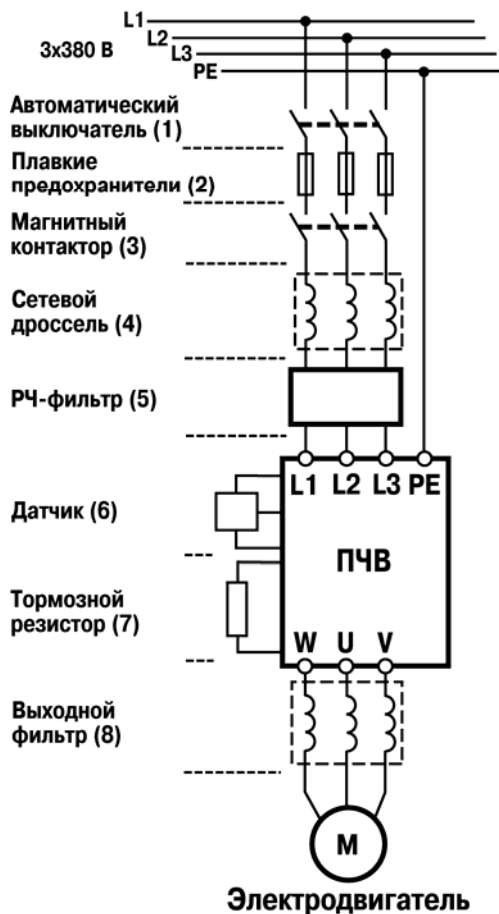 L1
L2
3x380 В
L3
PE
Автоматический
выключатель (1)
Плавкие
предохранители (2)
Магнитный
контактор (3)
Сетевой
дроссель (4)
РЧ-фильтр (5)
L1 L2 L3 PE
Датчик (6)
ПЧВ
Тормозной
резистор (7)
W U V
Выходной
фильтр (8)
М
Электродвигатель